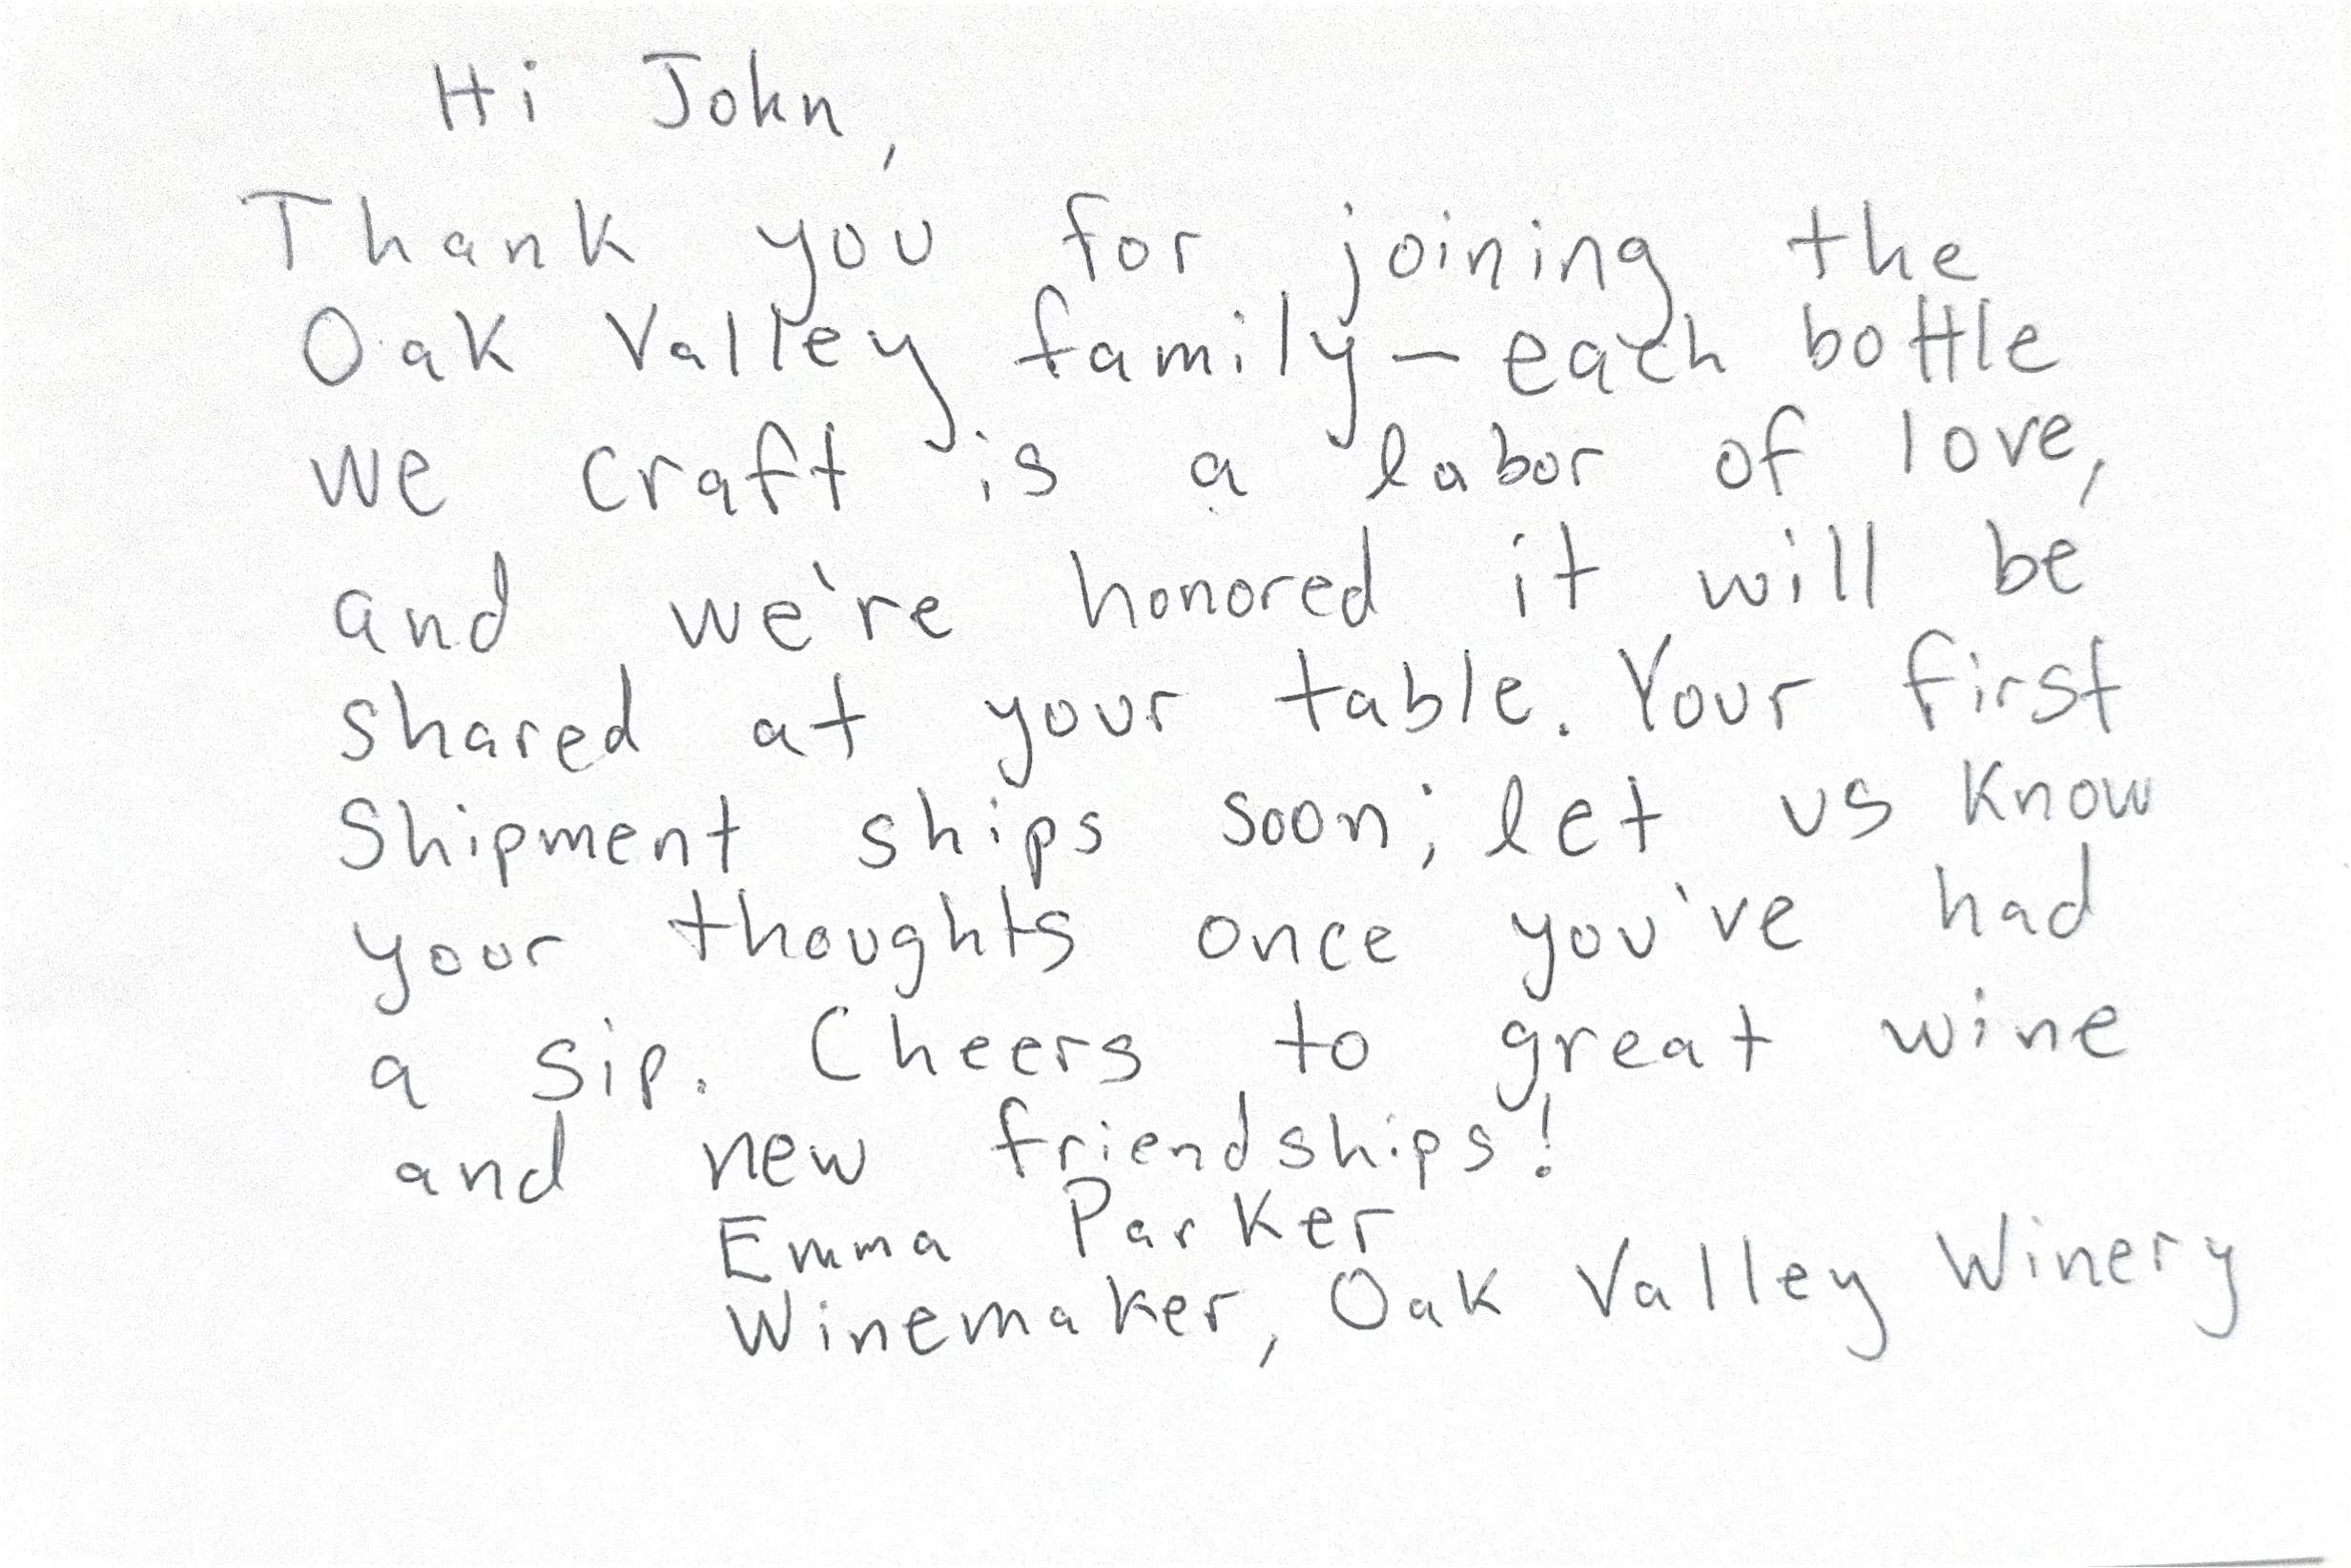 Hi John,
Thank you for joining the
Oak Valley family – each bottle
we craft is a labor of love,
and we're honored it will be
shared at your table. Your first
Shipment ships soon; let us know
your thoughts once you've had
a sip. Cheers to great wine
and new friendships!
Emma Parker
Winemaker, Oak Valley Winery